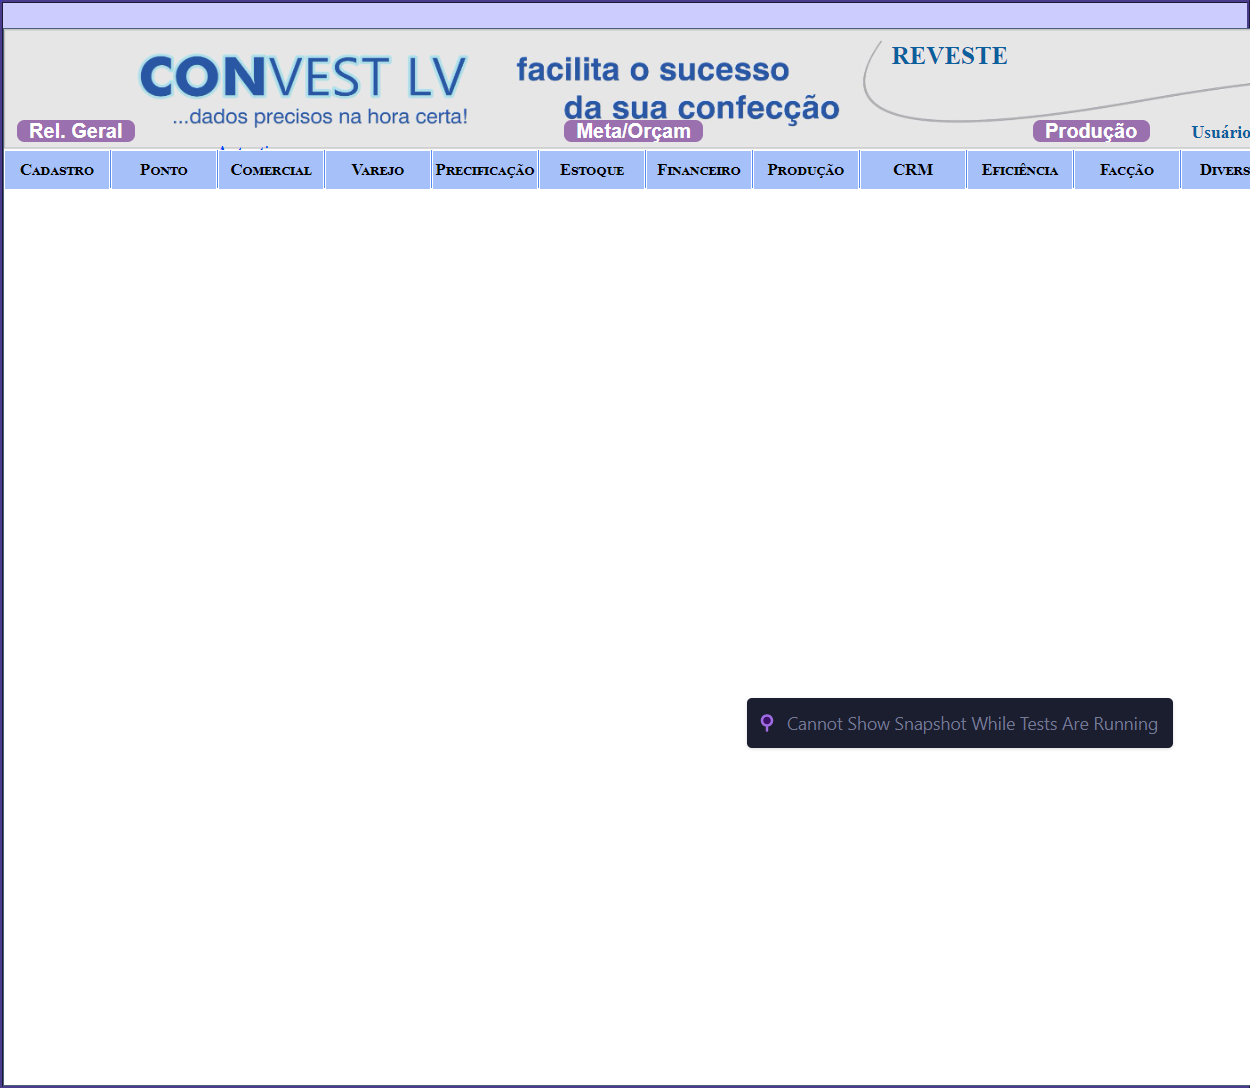 CONVEST LV
...dados precisos na hora certa!
facilita o sucesso
da sua confecção
REVESTE
Rel. Geral
Meta/Orçam
Produção
Usuário
Cadastro
Ponto
Comercial
Varejo
Precificação
Estoque
Financeiro
Produção
CRM
Eficiência
Facção
Divers
Cannot Show Snapshot While Tests Are Running